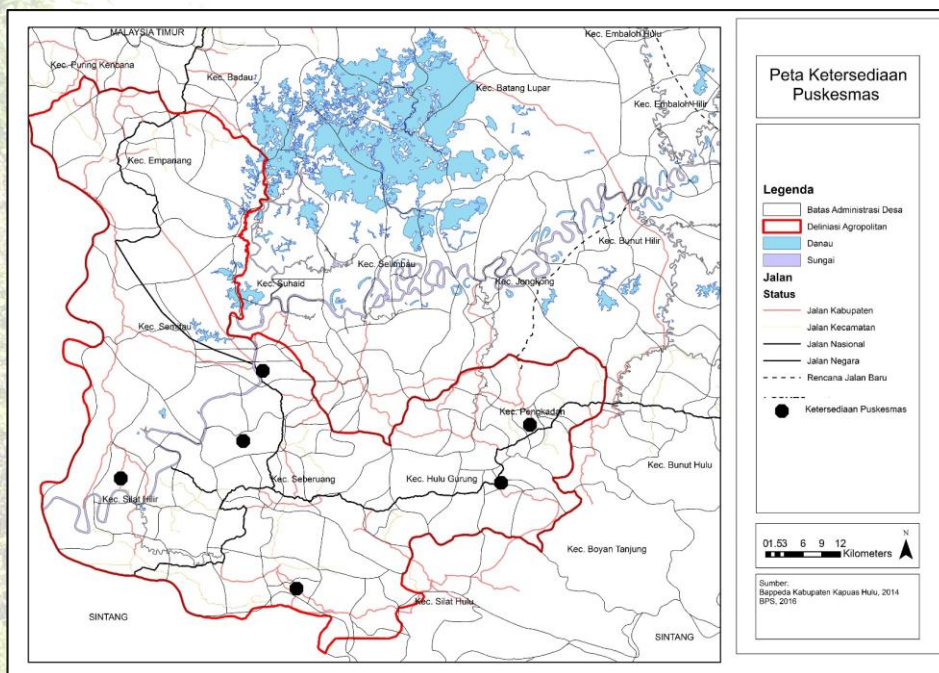 MALAYSIA TIMUR
Kec. Embaloh Hulu
Kec. Puring Kencana
Kec. Badau
Kec. Batang Lupar
Kec. Embaloh Hilir
Kec. Empanang
Kec. Bunut Hilir
Kec. Selimbau
Kec. Suhaid
Kec. Jongkong
Kec. Semitau
Kec. Pengkadan
Kec. Bunut Hulu
Kec. Seberuang
Kec. Hulu Gurung
Kec. Silat Hilir
Kec. Boyan Tanjung
Kec. Silat Hulu
SINTANG
SINTANG
Peta Ketersediaan
Puskesmas
Legenda
Batas Administrasi Desa
Deliniasi Agropolitan
Danau
Sungai
Jalan
Status
Jalan Kabupaten
Jalan Kecamatan
Jalan Nasional
Jalan Negara
Rencana Jalan Baru
Ketersediaan Puskesmas
N
01.53 6 9 12
Kilometers
Sumber:
Bappeda Kabupaten Kapuas Hulu, 2014
BPS, 2016